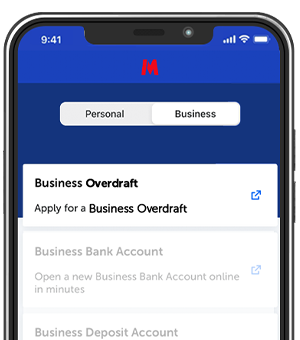 9:41
M
Personal
Business
Business Overdraft
Apply for a Business Overdraft
Business Bank Account
Open a new Business Bank Account online
in minutes
Business Deposit Account